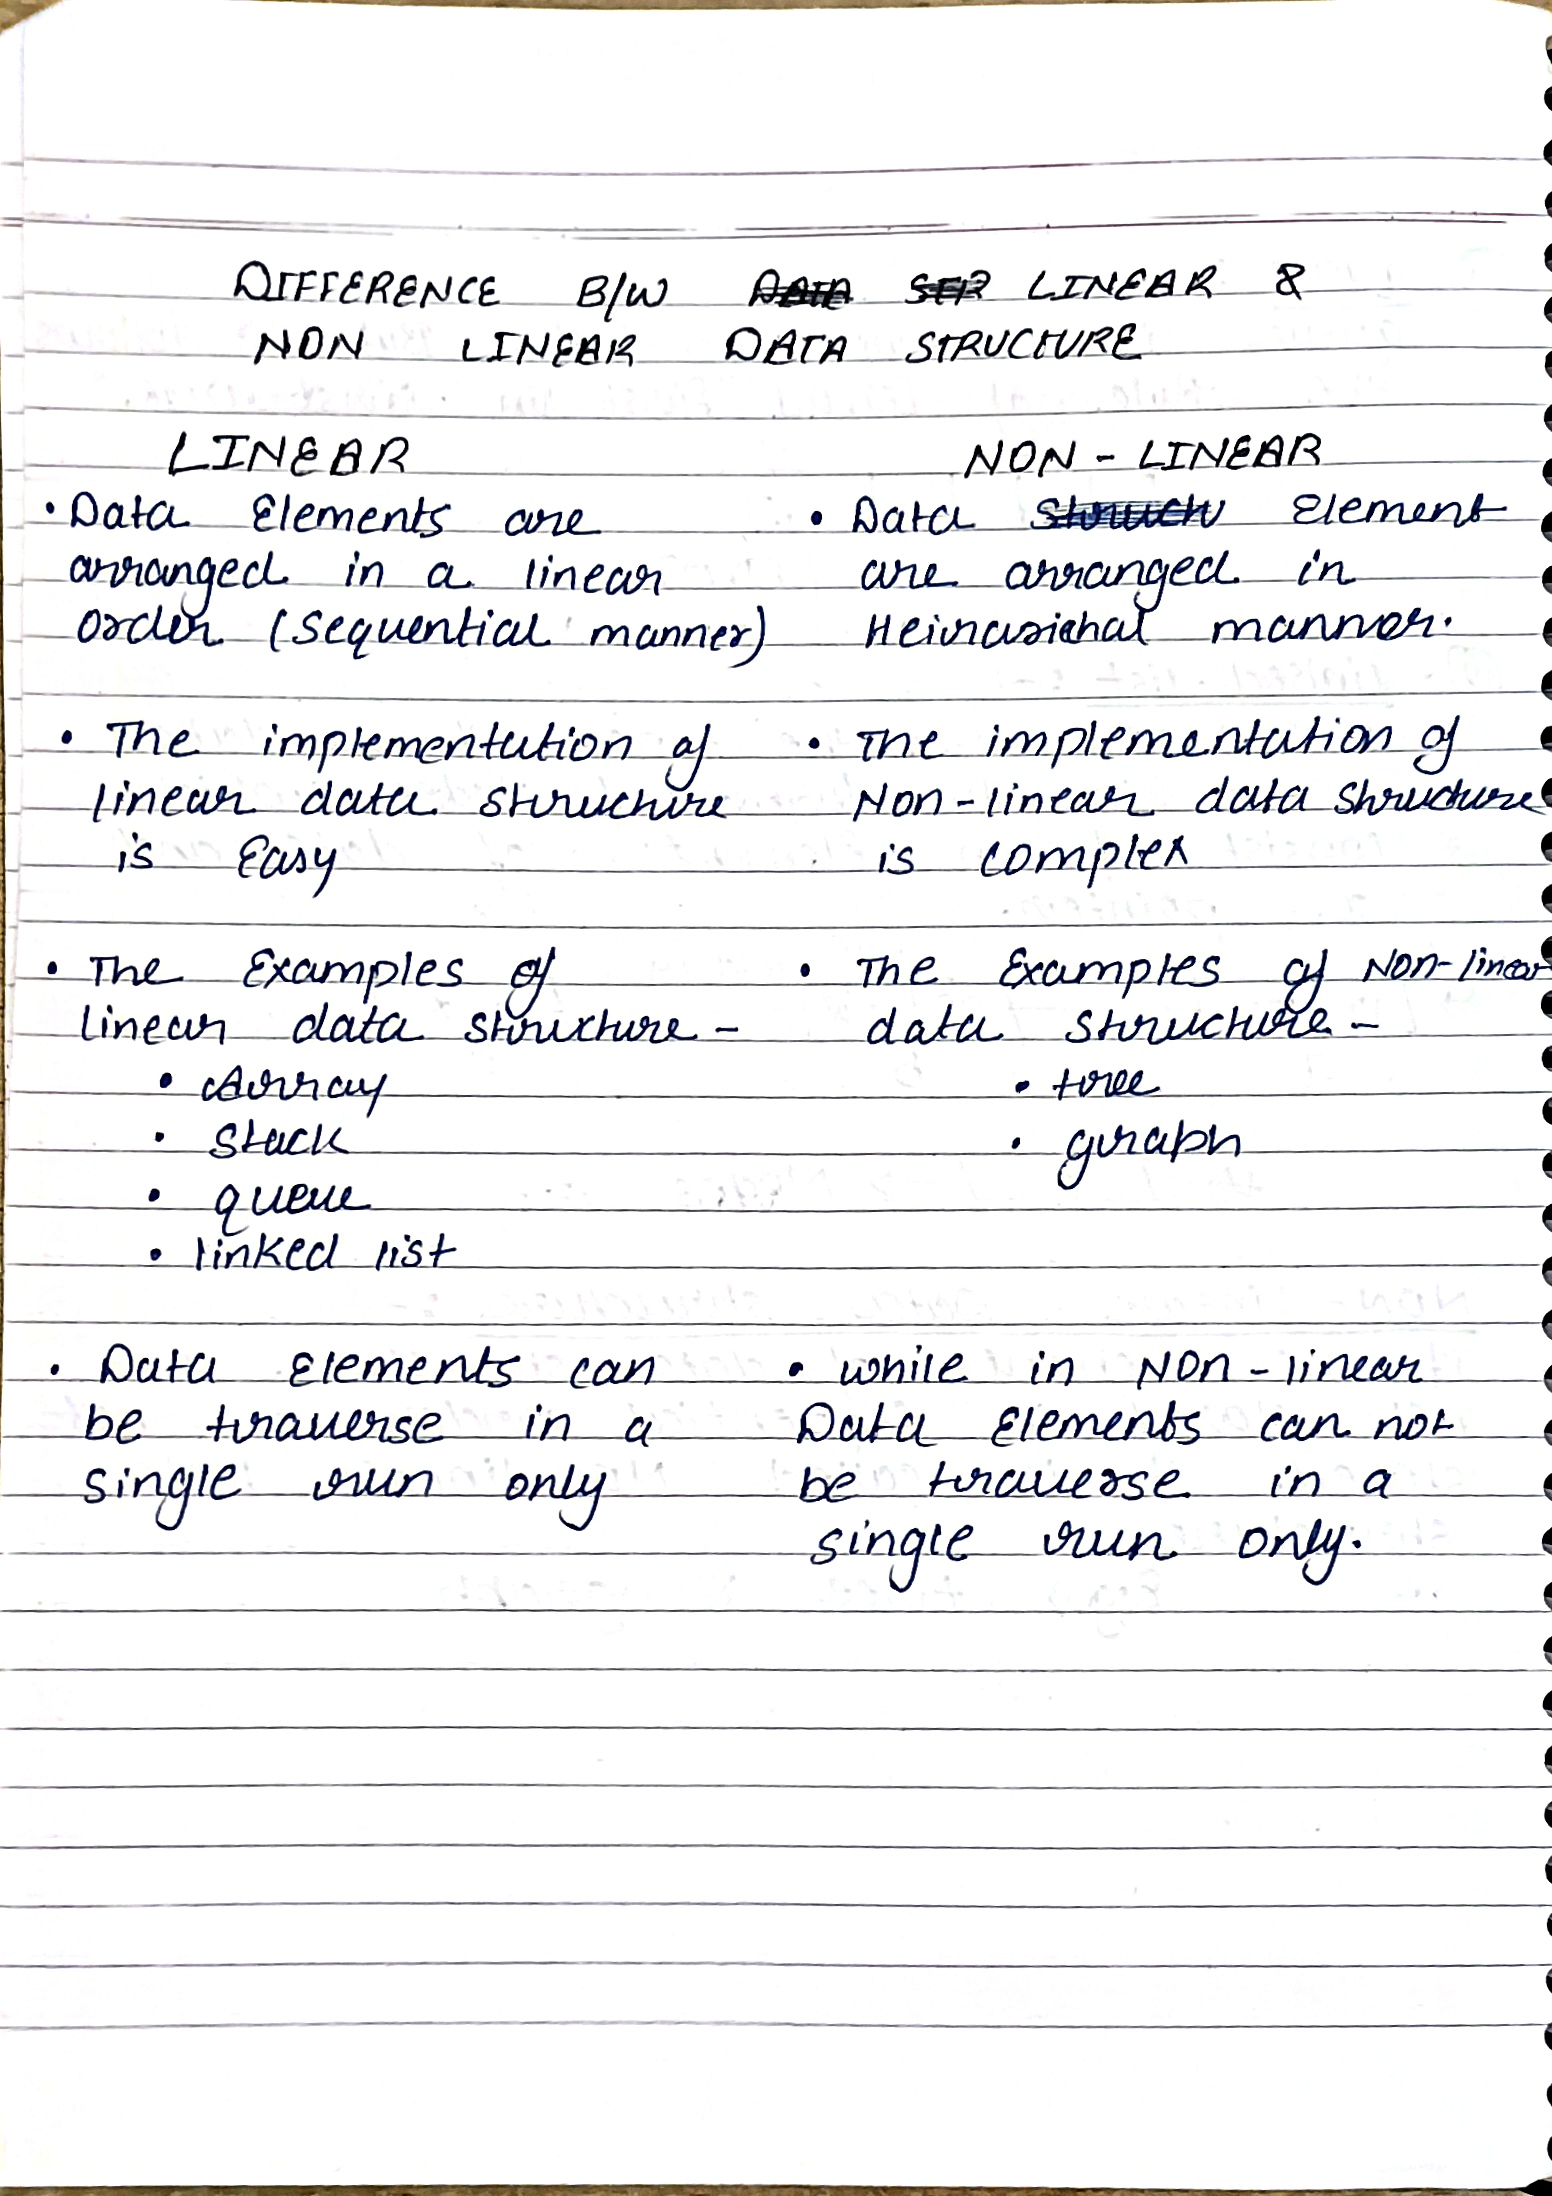 DIFFERENCE B/W LINEAR &
NON LINEAR DATA STRUCTURE
LINEAR
• Data Elements are
arranged in a linear
order (sequential manner)
• The implementation of
linear data structure
is Easy
• The Examples of
linear data structure -
• Array
• Stack
• queue
• linked list
• Data Elements can
be traverse in a
single run only
NON - LINEAR
• Data Element
are arranged in
manner.
• The implementation of
Non-linear data structure
is complex
• The Examples of Non-linear
data structure -
• tree
• graph
• while in NON - linear
Data Elements can not
be traverse in a
single run only.